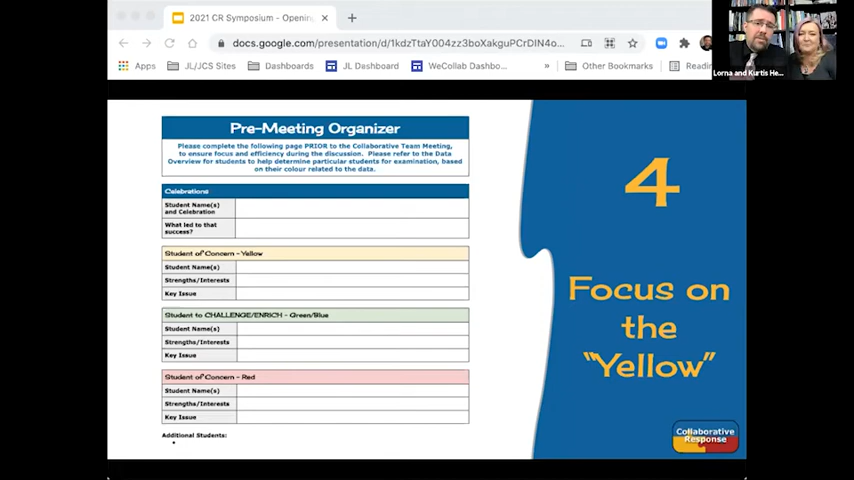 2021 CR Symposium - Openin
docs.google.com/presentation/d/1kdzTtaY004zz3boXakguPCrDIN4o...
Apps
JL/JCS Sites
Dashboards
JL Dashboard
WeCollab Dashbo...
»
Other Bookmarks
Readin
Lorna and Kurtis He...
Pre-Meeting Organizer
Please complete the following page PRIOR to the Collaborative Team Meeting,
to ensure focus and efficiency during the discussion. Please refer to the Data
Overview for students to help determine particular students for examination, based
on their colour related to the data.
Celebrations
Student Name(s)
and Celebration
What led to that
success?
Student of Concern - Yellow
Student Name(s)
Strengths/Interests
Key Issue
Student to CHALLENGE/ENRICH - Green/Blue
Student Name(s)
Strengths/Interests
Key Issue
Student of Concern - Red
Student Name(s)
Strengths/Interests
Key Issue
Additional Students:
4
Focus on
the
"Yellow"
Collaborative
Response